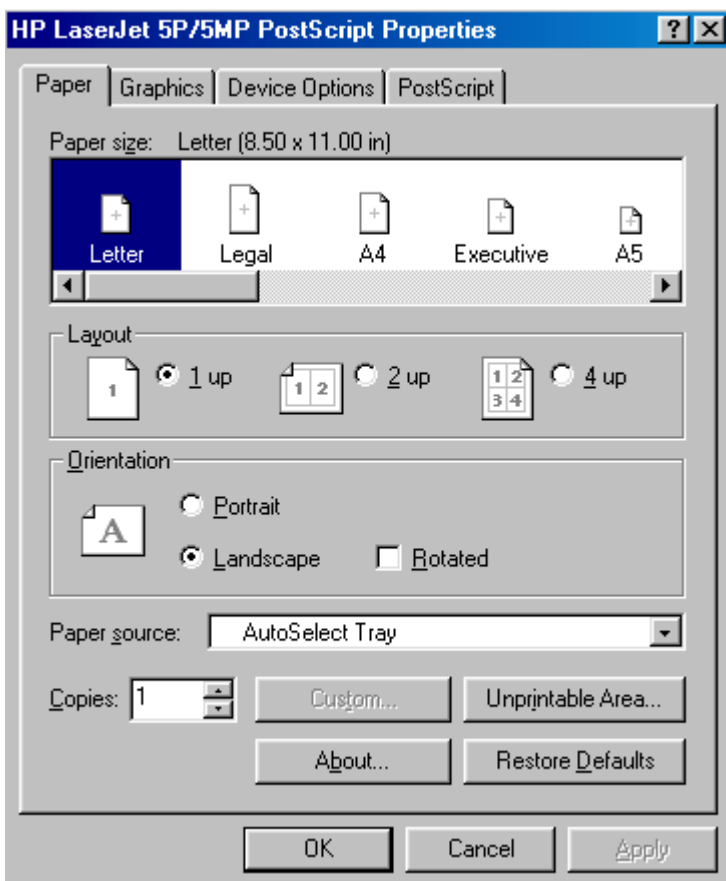 HP LaserJet 5P/5MP PostScript Properties
Paper Graphics Device Options PostScript
Paper size: Letter (8.50 x 11.00 in)
Letter Legal A4 Executive A5
Layout
1 1 up 1 2 2 up 1 2 3 4 4 up
Orientation
A
Portrait
Landscape Rotated
Paper source: AutoSelect Tray
Copies: 1 Custom... Unprintable Area...
About... Restore Defaults
OK Cancel Apply